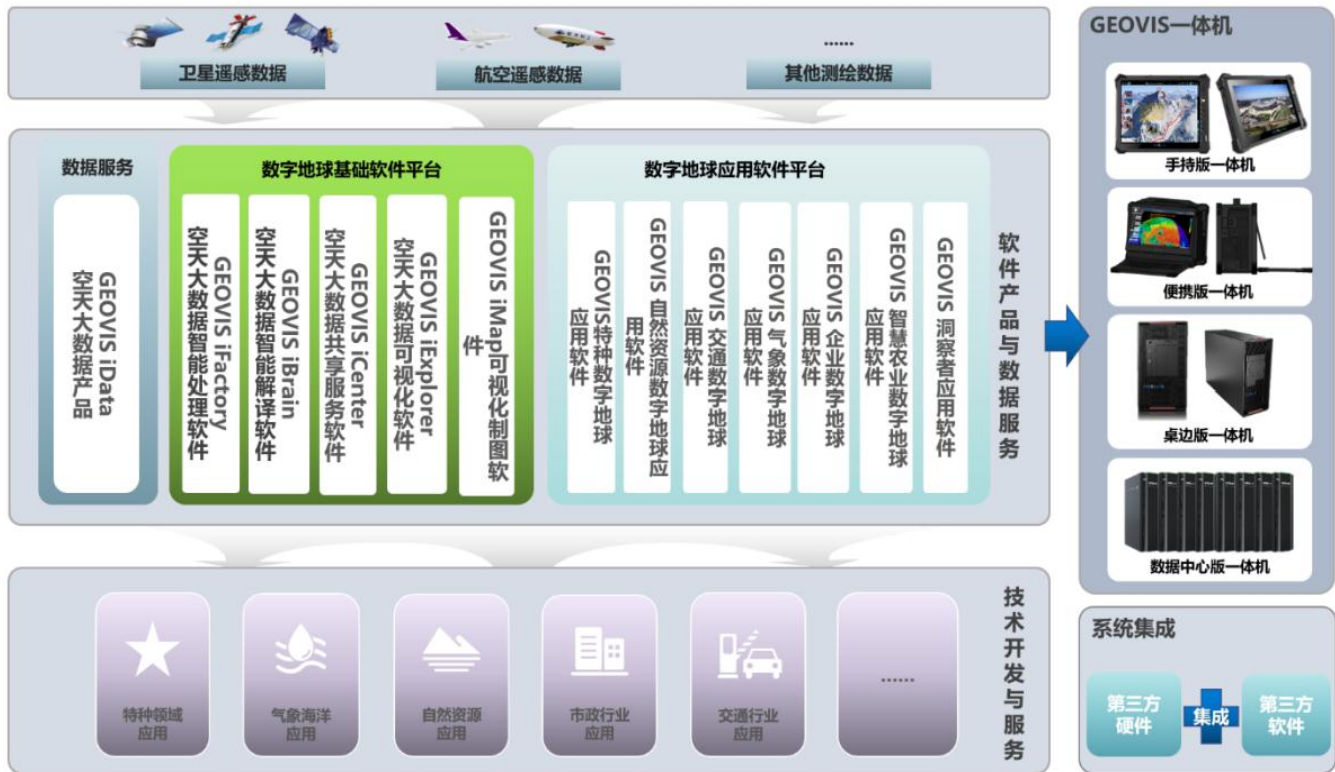 卫星遥感数据
航空遥感数据
......
其他测绘数据
数据服务
GEOVIS iData
空天大数据产品
数字地球基础软件平台
GEOVIS iFactory
空天大数据智能处理软件
GEOVIS iBrain
空天大数据智能解译软件
GEOVIS iCenter
空天大数据共享服务软件
GEOVIS iExplorer
空天大数据可视化软件
GEOVIS iMap可视化制图软
件
数字地球应用软件平台
GEOVIS特种数字地球
应用软件
GEOVIS 自然资源数字地球应
用软件
GEOVIS 交通数字地球
应用软件
GEOVIS 气象数字地球
应用软件
GEOVIS 企业数字地球
应用软件
GEOVIS 智慧农业数字地球
应用软件
GEOVIS 洞察者应用软件
软件产品与数据服务
特种领域
应用
气象海洋
应用
自然资源
应用
市政行业
应用
交通行业
应用
......
技术开发与服务
GEOVIS一体机
手持版一体机
便携版一体机
桌边版一体机
数据中心版一体机
系统集成
第三方
硬件
集成
第三方
软件